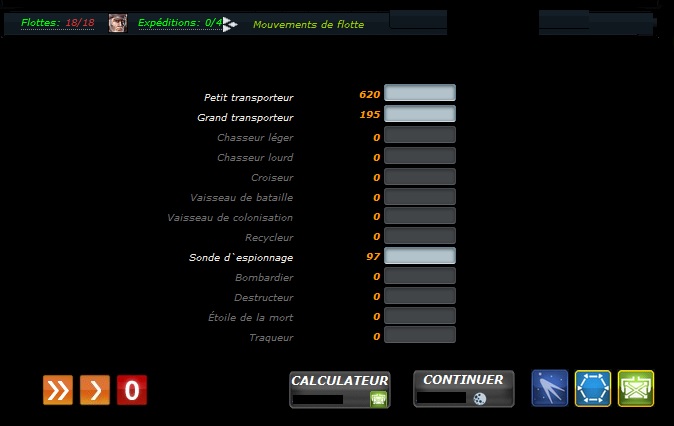 Flottes: 18/18 Expéditions: 0/4 Mouvements de flotte
Petit transporteur 620
Grand transporteur 195
Chasseur léger 0
Chasseur lourd 0
Croiseur 0
Vaisseau de bataille 0
Vaisseau de colonisation 0
Recycleur 0
Sonde d`espionnage 97
Bombardier 0
Destructeur 0
Étoile de la mort 0
Traqueur 0
0 CALCULATEUR CONTINUER